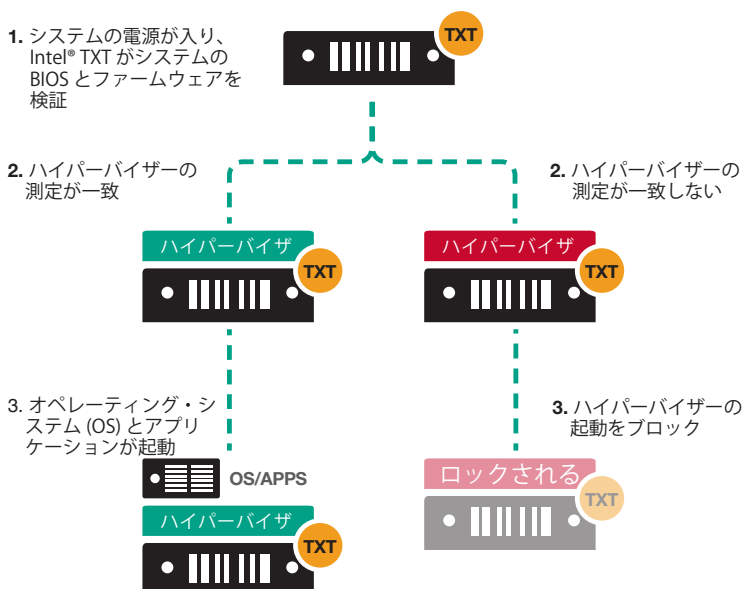 1. システムの電源が入り、
Intel® TXT がシステムの
BIOS とファームウェアを
検証
TXT
2. ハイパーバイザーの
測定が一致
2. ハイパーバイザーの
測定が一致しない
ハイパーバイザ
TXT
ハイパーバイザ
TXT
3. オペレーティング・シ
ステム (OS) とアプリ
ケーションが起動
3. ハイパーバイザーの
起動をブロック
OS/APPS
ハイパーバイザ
TXT
ロックされる
TXT